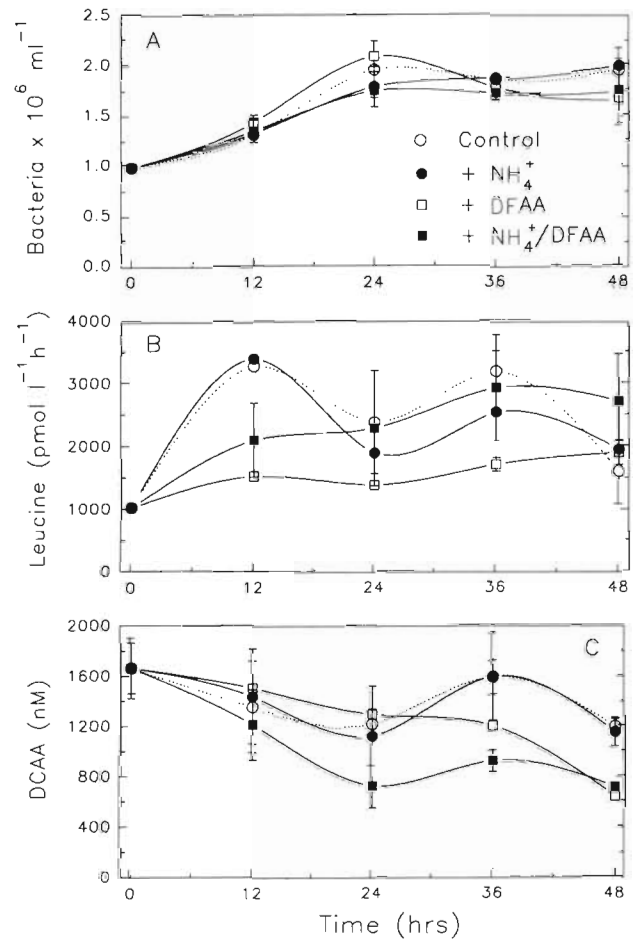 A
Bacteria x 10⁶ ml⁻¹
2.5
2.0
1.5
1.0
0.5
0.0
0 12 24 36 48
Control
+ NH₄⁺
+ DFAA
+ NH₄⁺/DFAA
B
Leucine (pmol l⁻¹h⁻¹)
4000
3000
2000
1000
0
0 12 24 36 48
C
DCAA (nM)
2000
1600
1200
800
400
0
0 12 24 36 48
Time (hrs)